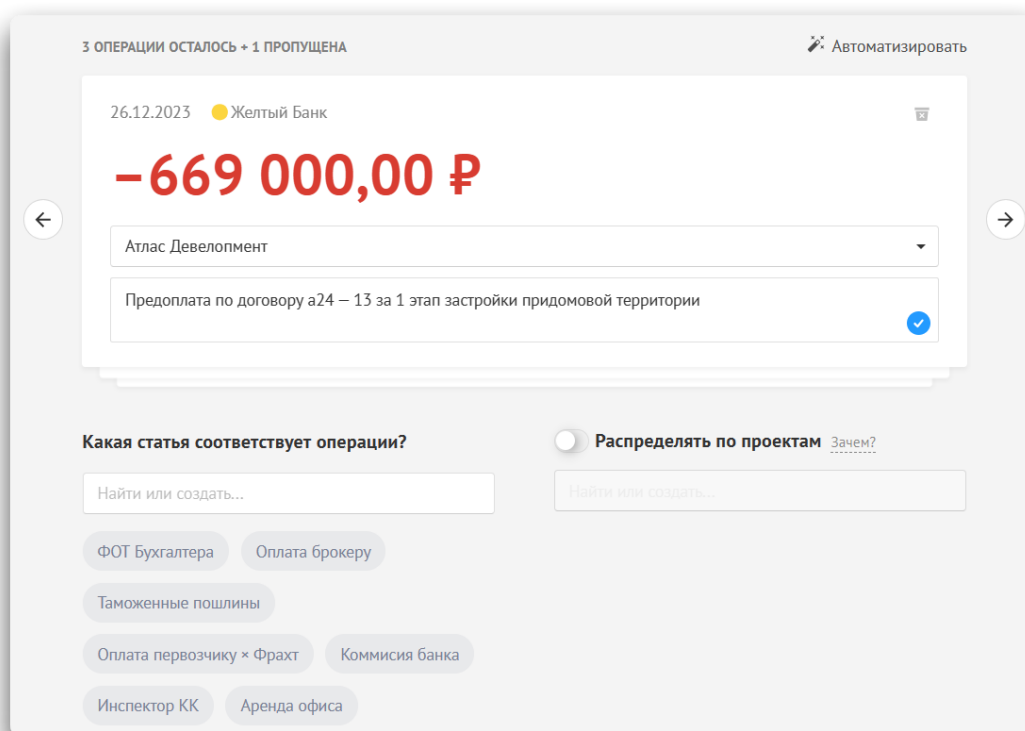 3 ОПЕРАЦИИ ОСТАЛОСЬ + 1 ПРОПУЩЕНА
Автоматизировать
26.12.2023 Желтый Банк
−669 000,00 ₽
Атлас Девелопмент
Предоплата по договору а24 — 13 за 1 этап застройки придомовой территории
Какая статья соответствует операции?
Распределять по проектам Зачем?
Найти или создать...
Найти или создать...
ФОТ Бухгалтера Оплата брокеру
Таможенные пошлины
Оплата первозчику × Фрахт Коммисия банка
Инспектор КК Аренда офиса